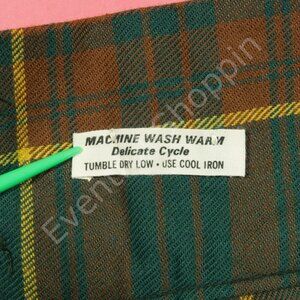 MACHINE WASH WARM
Delicate Cycle
TUMBLE DRY LOW • USE COOL IRON